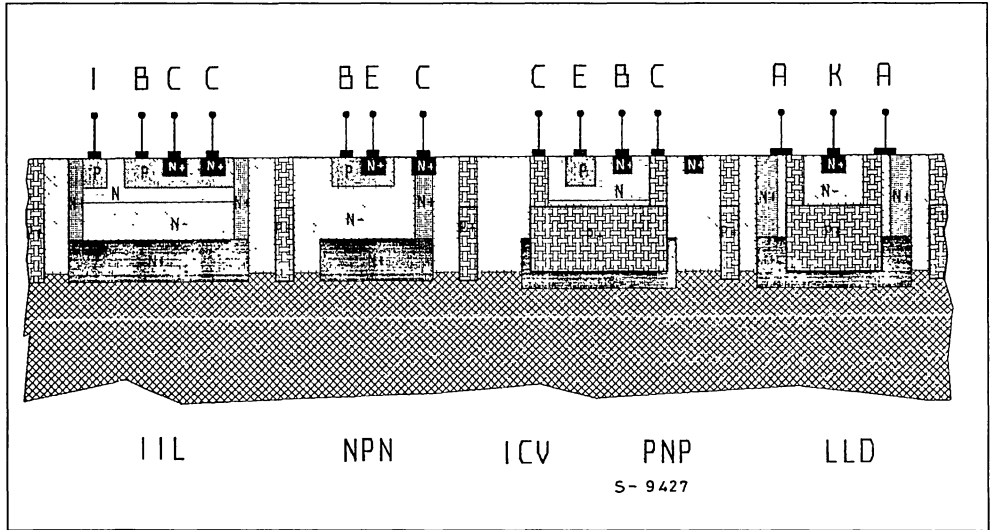 I B C C B E C C E B C A K A
P P N+ N+ P N+ N+ P N+ N+ N+
N N N-
N- N- N+ N+
N+ N+ P+
IIL NPN ICV PNP LLD
S-9427